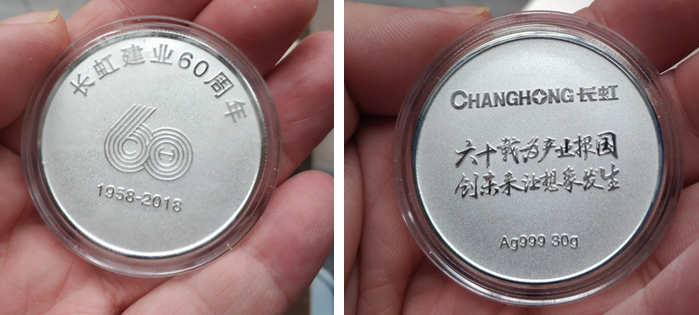 长虹建业60周年
60
1958-2018
CHANGHONG 长虹
六十载为产业报国
创未来让想象发生
Ag999 30g